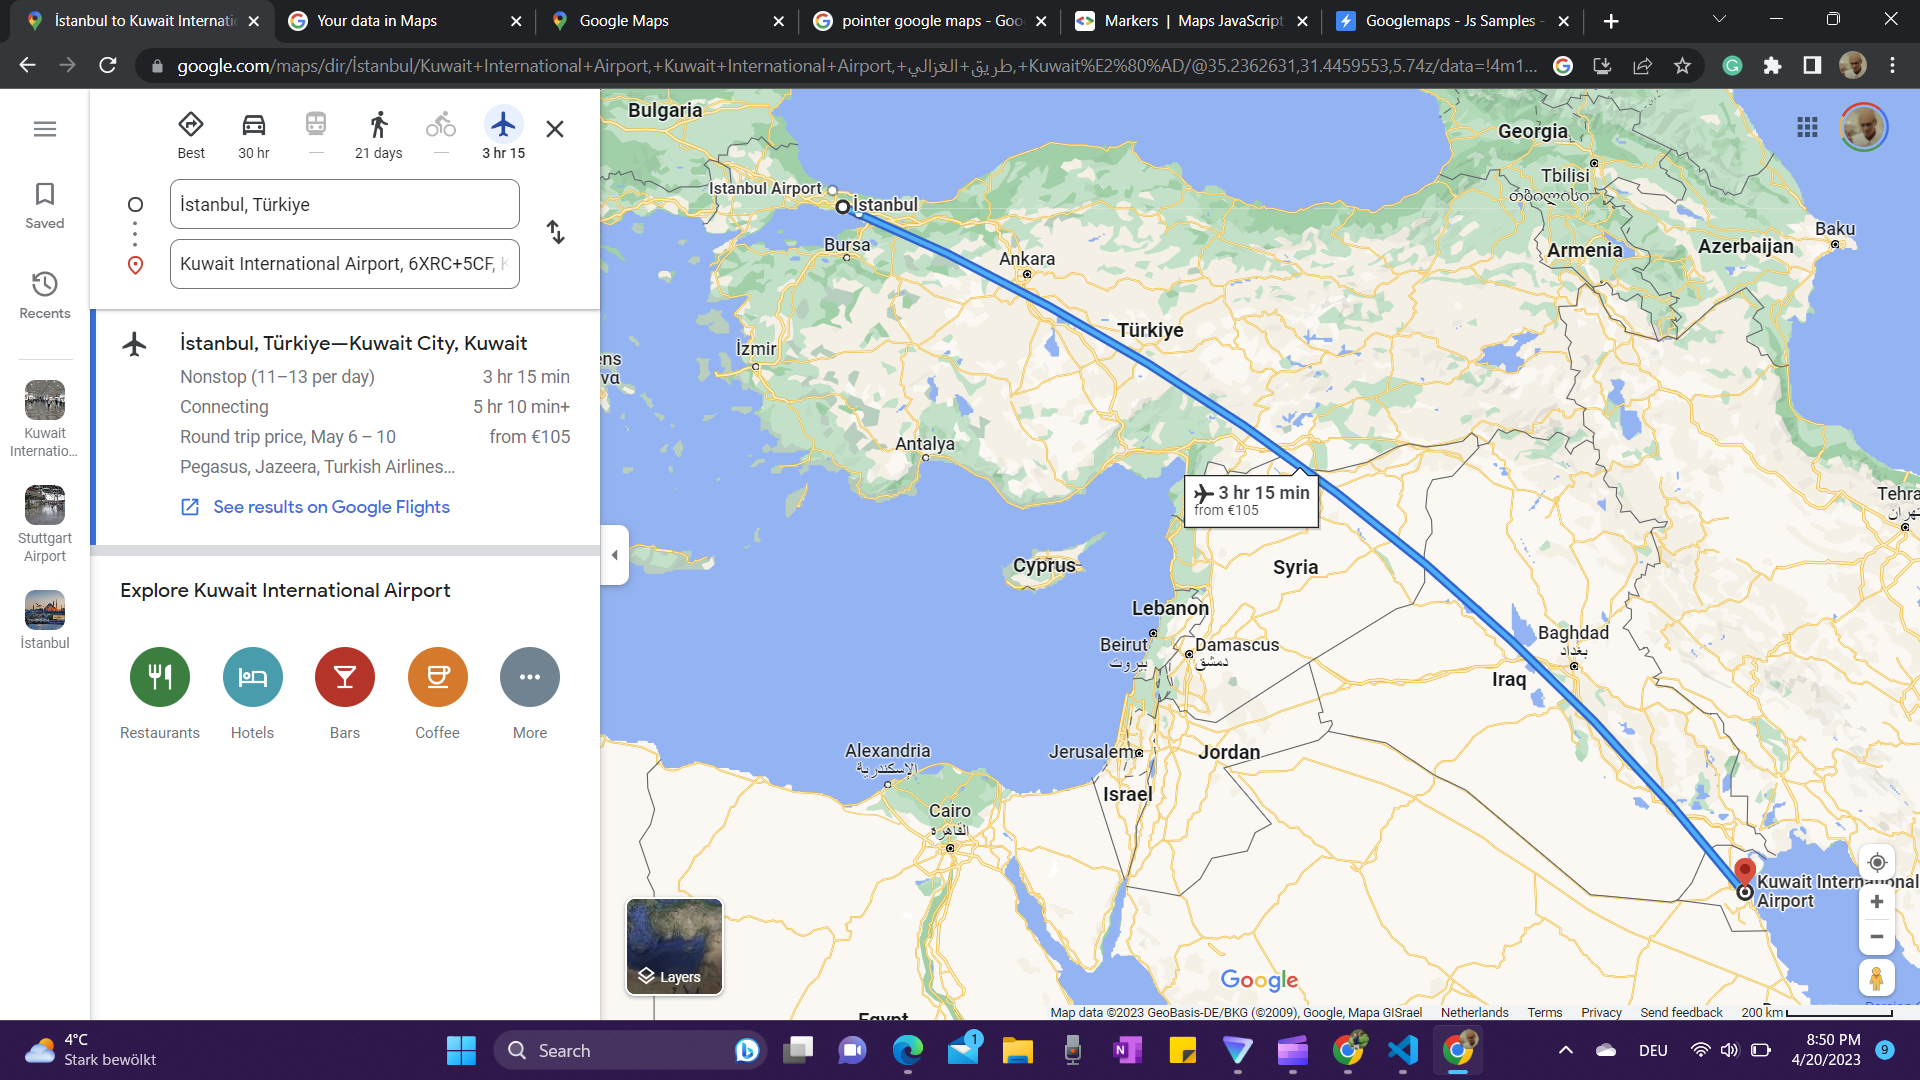 İstanbul to Kuwait Internatio
Your data in Maps
Google Maps
pointer google maps - Goo
Markers | Maps JavaScript
Googlemaps - Js Samples -
google.com/maps/dir/İstanbul/Kuwait+International+Airport,+Kuwait+International+Airport,+طريق+الغزالي,+Kuwait%E2%80%AD/@35.2362631,31.4459553,5.74z/data=!4m1...
Best
30 hr
21 days
3 hr 15
İstanbul, Türkiye
Kuwait International Airport, 6XRC+5CF, K
Saved
Recents
Kuwait
Internatio...
Stuttgart
Airport
İstanbul
İstanbul, Türkiye—Kuwait City, Kuwait
Nonstop (11–13 per day) 3 hr 15 min
Connecting 5 hr 10 min+
Round trip price, May 6 – 10 from €105
Pegasus, Jazeera, Turkish Airlines...
See results on Google Flights
Explore Kuwait International Airport
Restaurants
Hotels
Bars
Coffee
More
Bulgaria
Georgia
Tbilisi
თბილისი
Istanbul Airport
İstanbul
Bursa
Ankara
Armenia
Azerbaijan
Baku
Türkiye
İzmir
ens
να
Antalya
3 hr 15 min
from €105
Tehra
تهران
Cyprus
Syria
Lebanon
Beirut
بيروت
Damascus
دمشق
Baghdad
بغداد
Iraq
Alexandria
الإسكندرية
Jerusalem
Jordan
Israel
Cairo
القاهرة
Kuwait International
Airport
Egypt
Layers
Google
Map data ©2023 GeoBasis-DE/BKG (©2009), Google, Mapa GISrael
Netherlands
Terms
Privacy
Send feedback
200 km
4°C
Stark bewölkt
Search
1
DEU
8:50 PM
4/20/2023
9